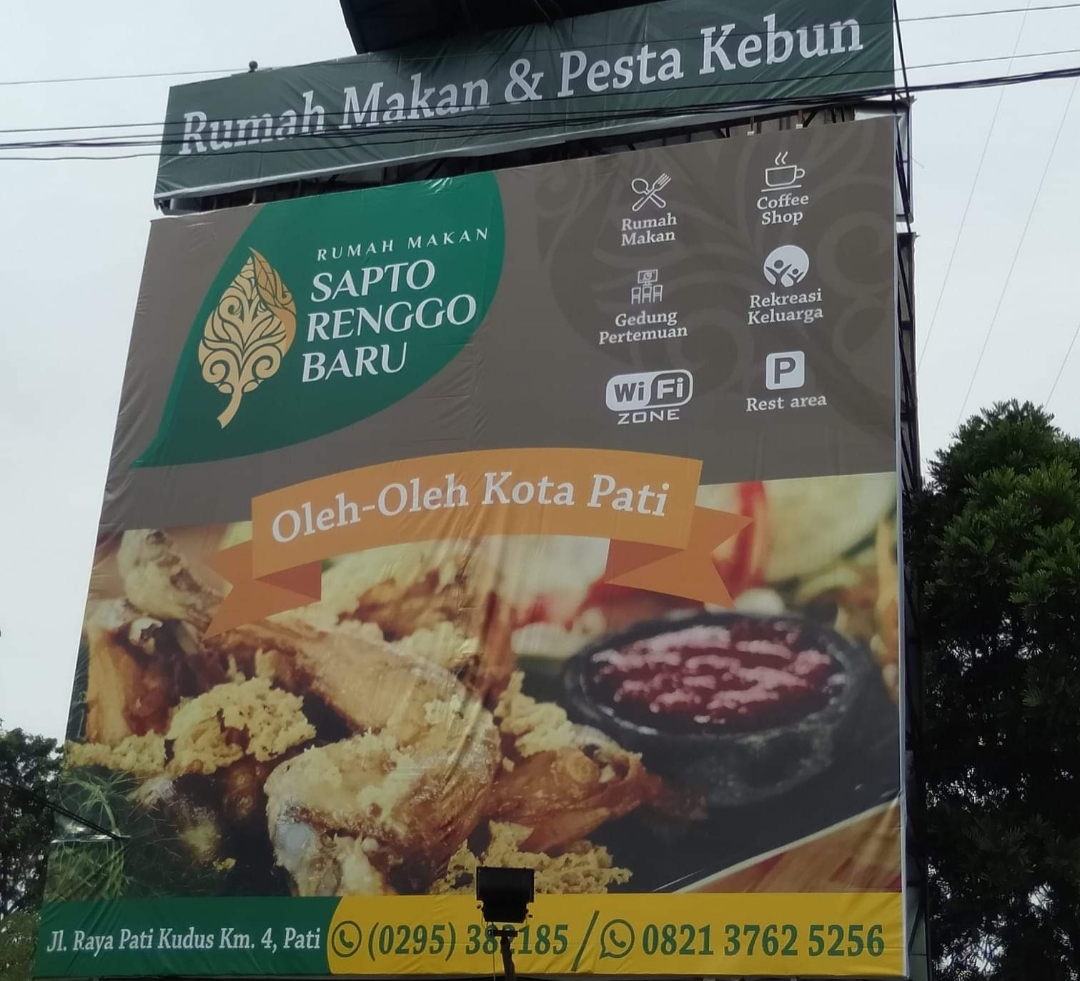 Rumah Makan & Pesta Kebun
RUMAH MAKAN
SAPTO
RENGGO
BARU
Rumah
Makan
Coffee
Shop
Gedung
Pertemuan
Rekreasi
Keluarga
WiFi
ZONE
P
Rest area
Oleh-Oleh Kota Pati
Jl. Raya Pati Kudus Km. 4, Pati
(0295) / 0821 3762 5256